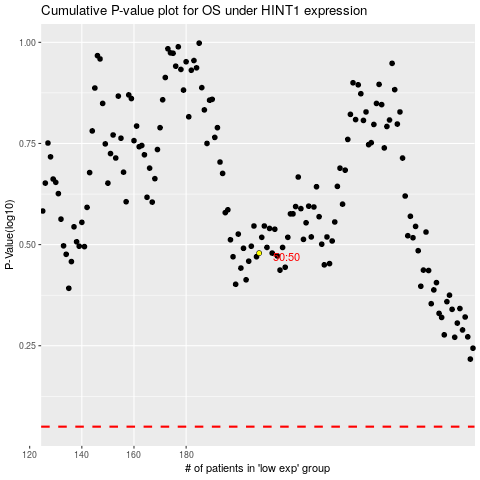 Cumulative P-value plot for OS under HINT1 expression
P-Value(log10)
1.00
0.75
0.50
0.25
50:50
120 140 160 180
# of patients in 'low exp' group